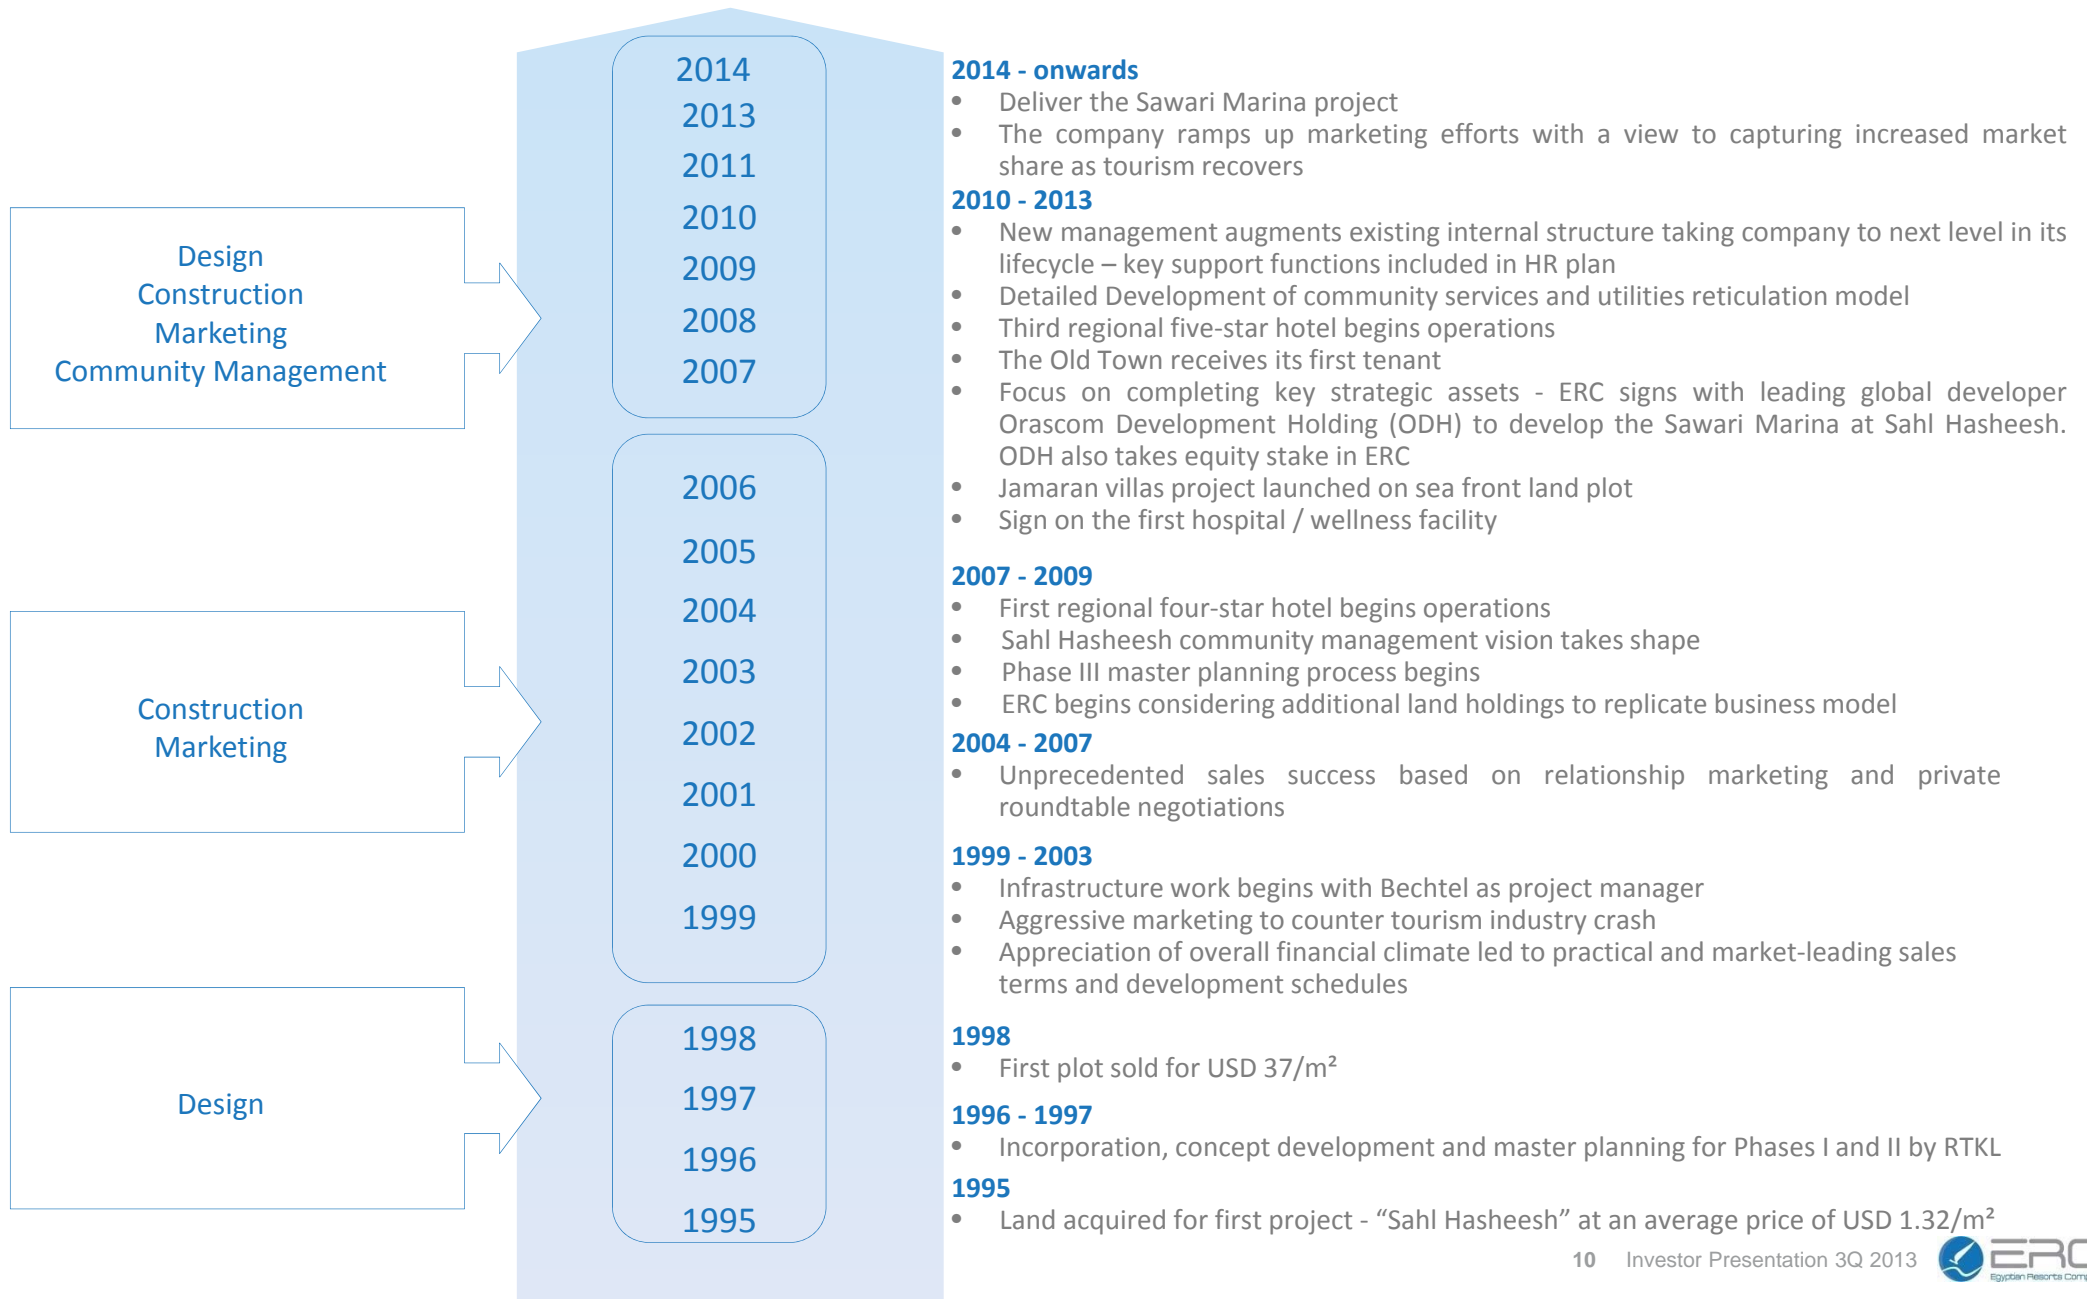 Design
Construction
Marketing
Community Management
Construction
Marketing
Design
2014
2013
2011
2010
2009
2008
2007
2006
2005
2004
2003
2002
2001
2000
1999
1998
1997
1996
1995
2014 - onwards
• Deliver the Sawari Marina project
• The company ramps up marketing efforts with a view to capturing increased market
share as tourism recovers
2010 - 2013
• New management augments existing internal structure taking company to next level in its
lifecycle – key support functions included in HR plan
• Detailed Development of community services and utilities reticulation model
• Third regional five-star hotel begins operations
• The Old Town receives its first tenant
• Focus on completing key strategic assets - ERC signs with leading global developer
Orascom Development Holding (ODH) to develop the Sawari Marina at Sahl Hasheesh.
ODH also takes equity stake in ERC
• Jamaran villas project launched on sea front land plot
• Sign on the first hospital / wellness facility
2007 - 2009
• First regional four-star hotel begins operations
• Sahl Hasheesh community management vision takes shape
• Phase III master planning process begins
• ERC begins considering additional land holdings to replicate business model
2004 - 2007
• Unprecedented sales success based on relationship marketing and private
roundtable negotiations
1999 - 2003
• Infrastructure work begins with Bechtel as project manager
• Aggressive marketing to counter tourism industry crash
• Appreciation of overall financial climate led to practical and market-leading sales
terms and development schedules
1998
• First plot sold for USD 37/m²
1996 - 1997
• Incorporation, concept development and master planning for Phases I and II by RTKL
1995
• Land acquired for first project - “Sahl Hasheesh” at an average price of USD 1.32/m²
10 Investor Presentation 3Q 2013
ERC
Egyptian Resorts Comp